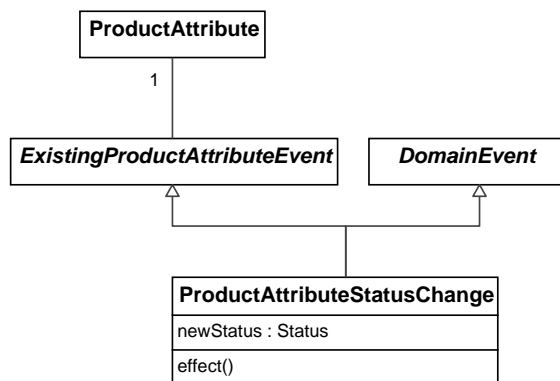 ProductAttribute
1
ExistingProductAttributeEvent
DomainEvent
ProductAttributeStatusChange
newStatus : Status
effect()